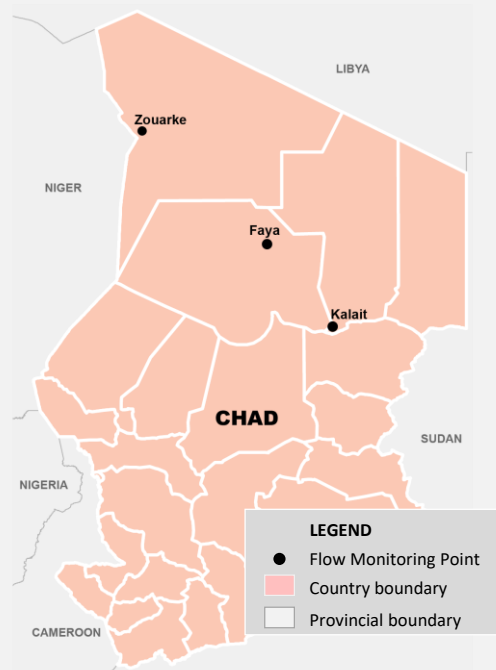 LIBYA
Zouarke
NIGER
Faya
Kalait
CHAD
SUDAN
NIGERIA
LEGEND
Flow Monitoring Point
Country boundary
Provincial boundary
CAMEROON